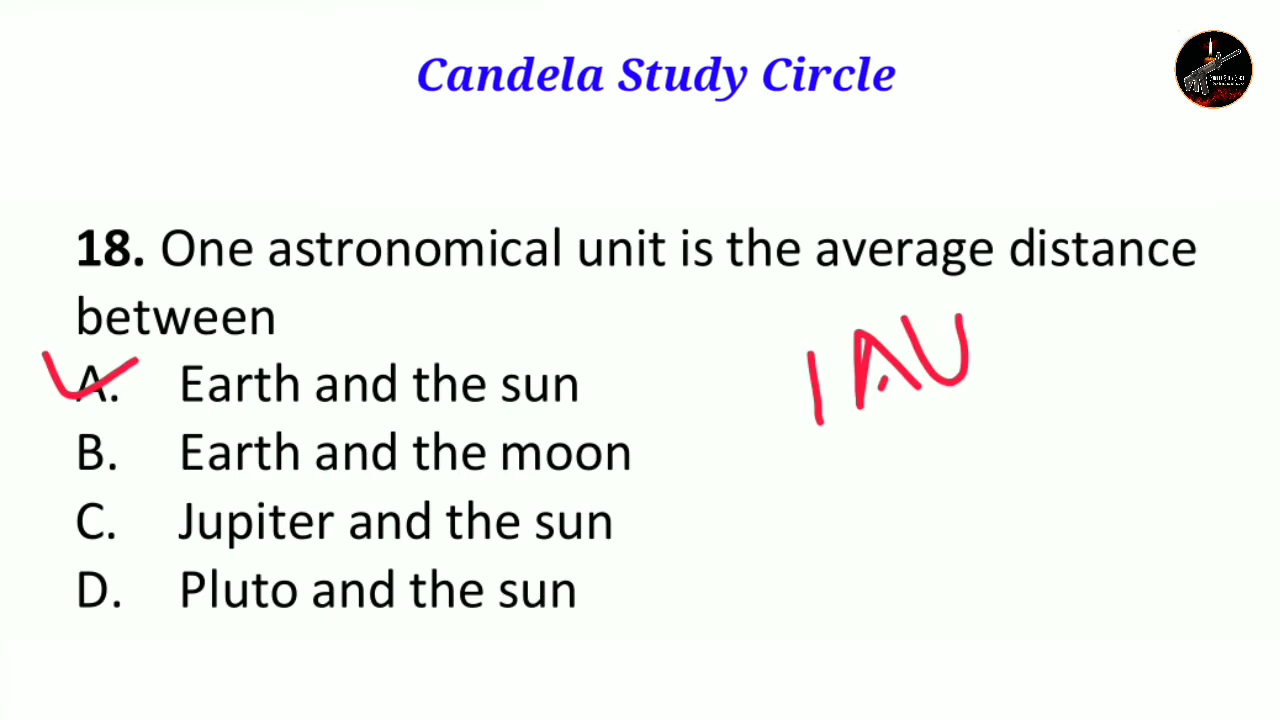 Candela Study Circle
18. One astronomical unit is the average distance
between
A. Earth and the sun
1 AU
B. Earth and the moon
C. Jupiter and the sun
D. Pluto and the sun